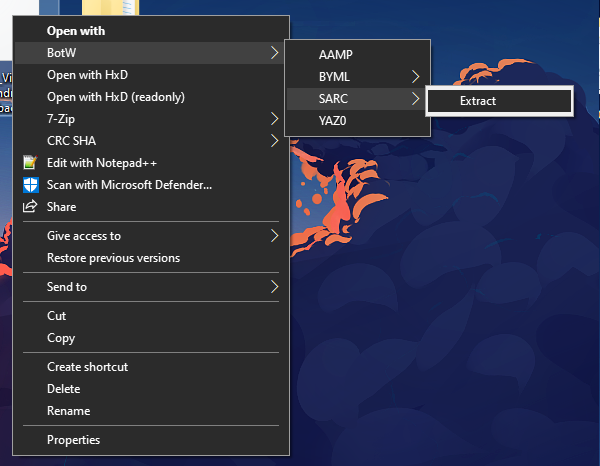 Open with
BotW
Open with HxD
Open with HxD (readonly)
7-Zip
CRC SHA
Edit with Notepad++
Scan with Microsoft Defender...
Share
Give access to
Restore previous versions
Send to
Cut
Copy
Create shortcut
Delete
Rename
Properties
AAMP
BYML
SARC
YAZ0
Extract